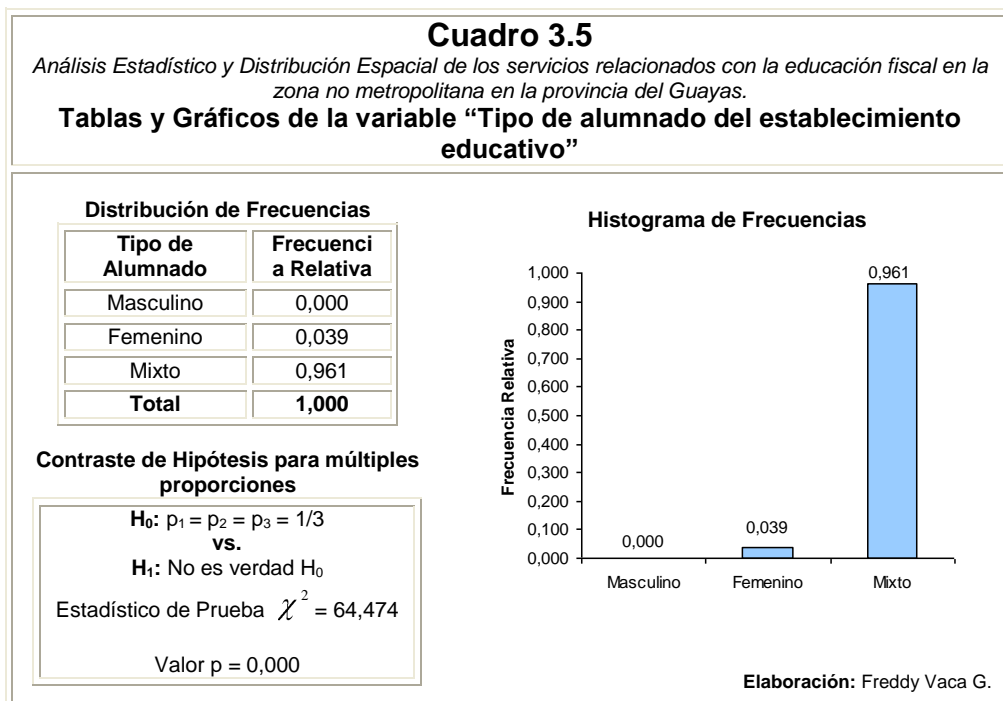 Cuadro 3.5
Análisis Estadístico y Distribución Espacial de los servicios relacionados con la educación fiscal en la
zona no metropolitana en la provincia del Guayas.
Tablas y Gráficos de la variable “Tipo de alumnado del establecimiento
educativo”
Distribución de Frecuencias
Tipo de Alumnado Frecuenci a Relativa
Masculino 0,000
Femenino 0,039
Mixto 0,961
Total 1,000
Contraste de Hipótesis para múltiples
proporciones
H₀: p₁ = p₂ = p₃ = 1/3
vs.
H₁: No es verdad H₀
Estadístico de Prueba χ² = 64,474
Valor p = 0,000
Histograma de Frecuencias
Frecuencia Relativa
1,000
0,900
0,800
0,700
0,600
0,500
0,400
0,300
0,200
0,100
0,000
0,000
0,039
0,961
Masculino Femenino Mixto
Elaboración: Freddy Vaca G.